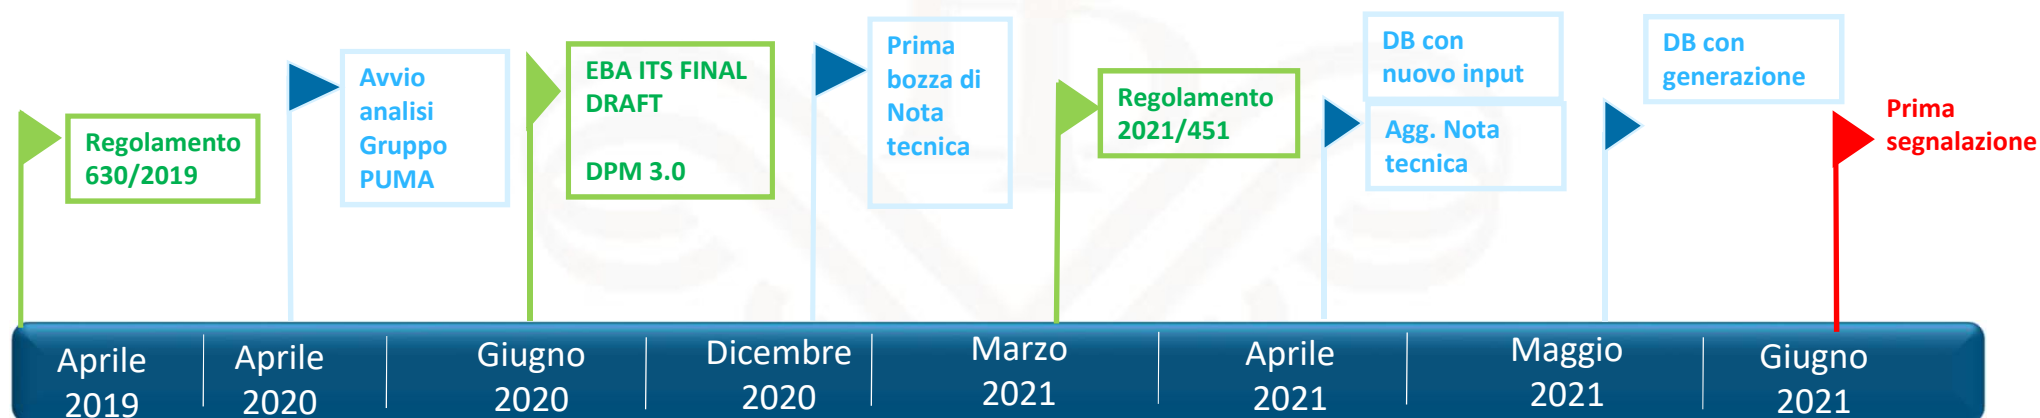 Regolamento
630/2019
Avvio
analisi
Gruppo
PUMA
EBA ITS FINAL
DRAFT
DPM 3.0
Prima
bozza di
Nota
tecnica
Regolamento
2021/451
DB con
nuovo input
Agg. Nota
tecnica
DB con
generazione
Prima
segnalazione
Aprile
2019
Aprile
2020
Giugno
2020
Dicembre
2020
Marzo
2021
Aprile
2021
Maggio
2021
Giugno
2021